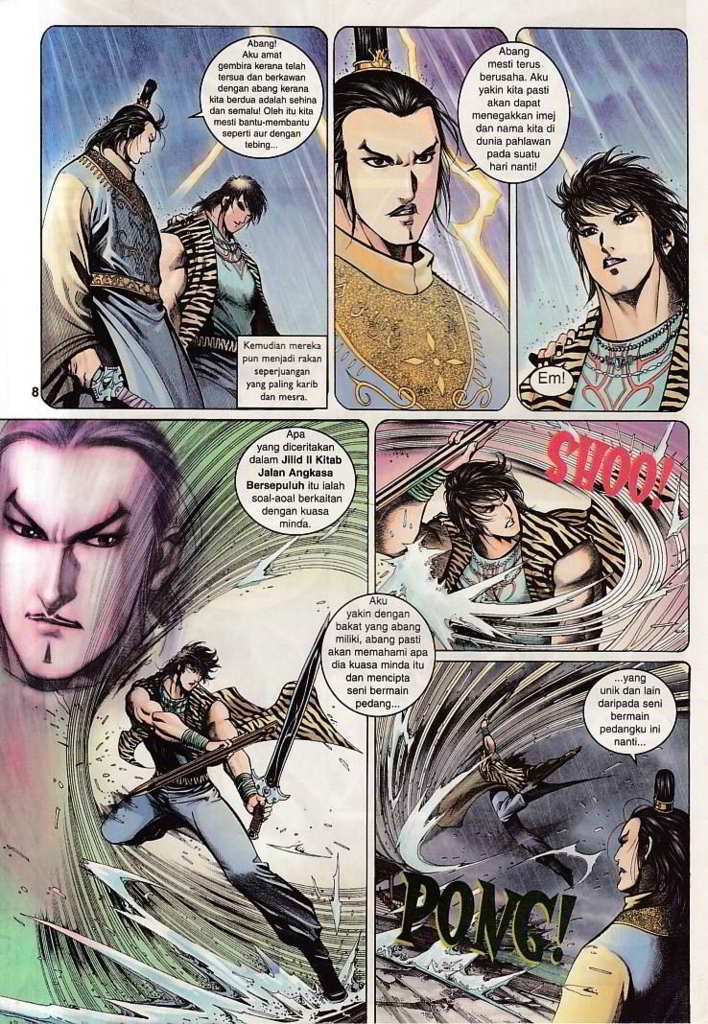 Abang!
Aku amat
gembira kerana telah
tersua dan berkawan
dengan abang kerana
kita berdua adalah sehina
dan semalu! Oleh itu kita
mesti bantu-membantu
seperti aur dengan
tebing...
Kemudian mereka
pun menjadi rakan
seperjuangan
yang paling karib
dan mesra.
Abang
mesti terus
berusaha. Aku
yakin kita pasti
akan dapat
menegakkan imej
dan nama kita di
dunia pahlawan
pada suatu
hari nanti!
Em!
8
Apa
yang diceritakan
dalam Jilid II Kitab
Jalan Angkasa
Bersepuluh itu ialah
soal-aoal berkaitan
dengan kuasa
minda.
SHOO!
Aku
yakin dengan
bakat yang abang
miliki, abang pasti
akan memahami apa
dia kuasa minda itu
dan mencipta
seni bermain
pedang...
...yang
unik dan lain
daripada seni
bermain
pedangku ini
nanti...
PONG!